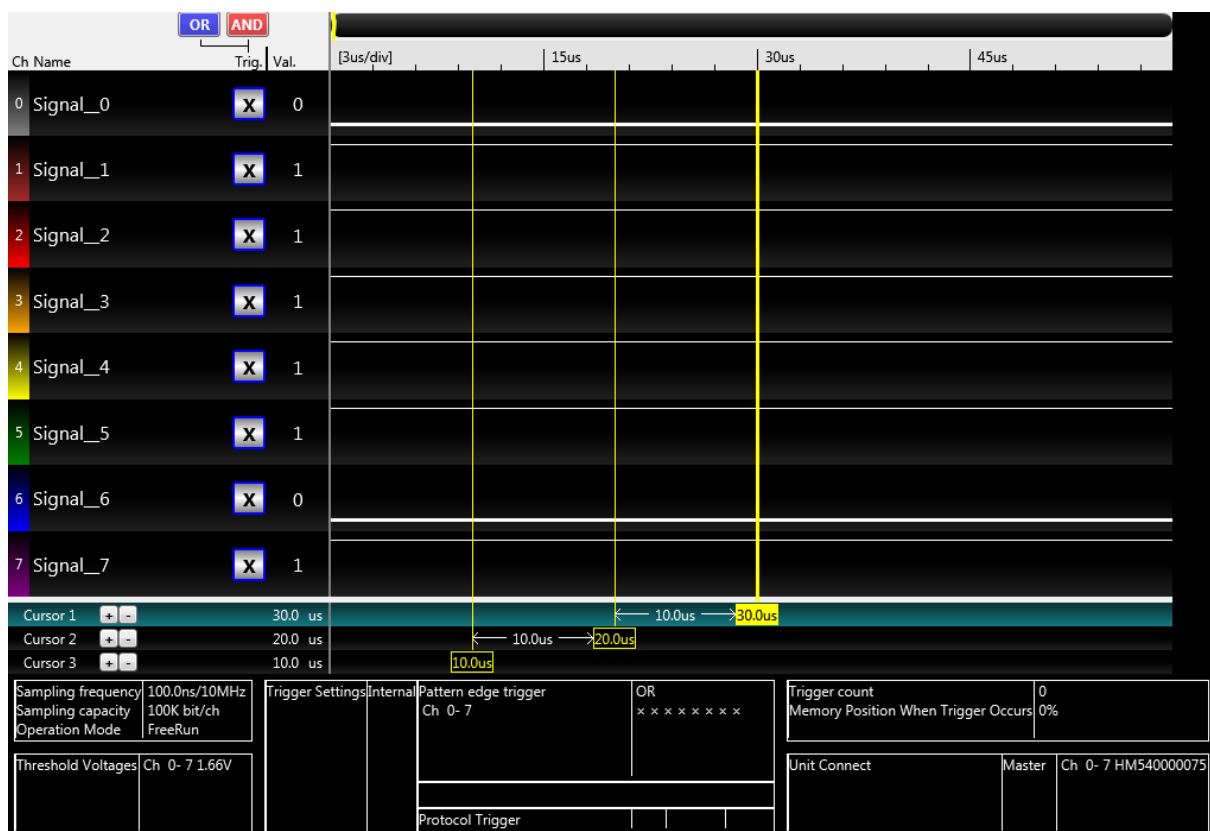 OR AND
Ch Name Trig. Val. [3us/div] 15us 30us 45us
0 Signal__0 X 0
1 Signal__1 X 1
2 Signal__2 X 1
3 Signal__3 X 1
4 Signal__4 X 1
5 Signal__5 X 1
6 Signal__6 X 0
7 Signal__7 X 1
Cursor 1 + - 30.0 us 10.0us 30.0us
Cursor 2 + - 20.0 us 10.0us 20.0us
Cursor 3 + - 10.0 us 10.0us
Sampling frequency 100.0ns/10MHz Trigger Settings Internal Pattern edge trigger OR Trigger count 0
Sampling capacity 100K bit/ch Ch 0- 7 × × × × × × × × Memory Position When Trigger Occurs 0%
Operation Mode FreeRun
Threshold Voltages Ch 0- 7 1.66V Unit Connect Master Ch 0- 7 HM540000075
Protocol Trigger